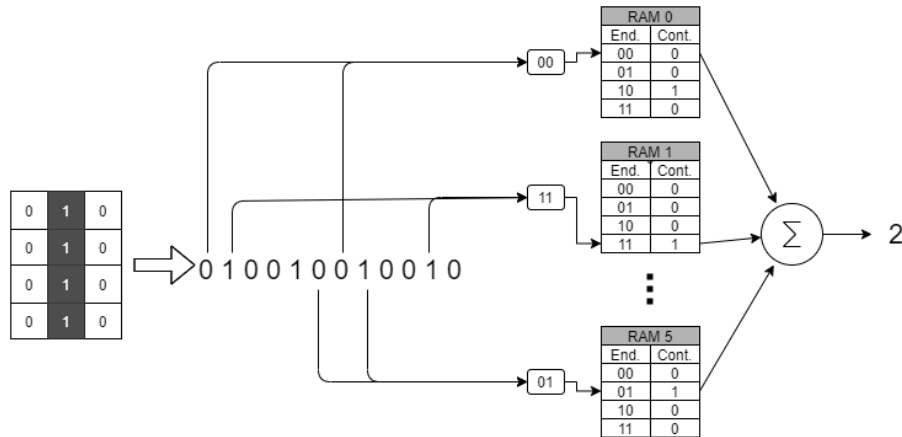 RAM 0
End. Cont.
00 0
01 0
10 1
11 0
00
RAM 1
End. Cont.
00 0
01 0
10 0
11 1
11
0 1 0
0 1 0
0 1 0
0 1 0
0 1 0 0 1 0 0 1 0 0 1 0
Σ
2
RAM 5
End. Cont.
00 0
01 1
10 0
11 0
01